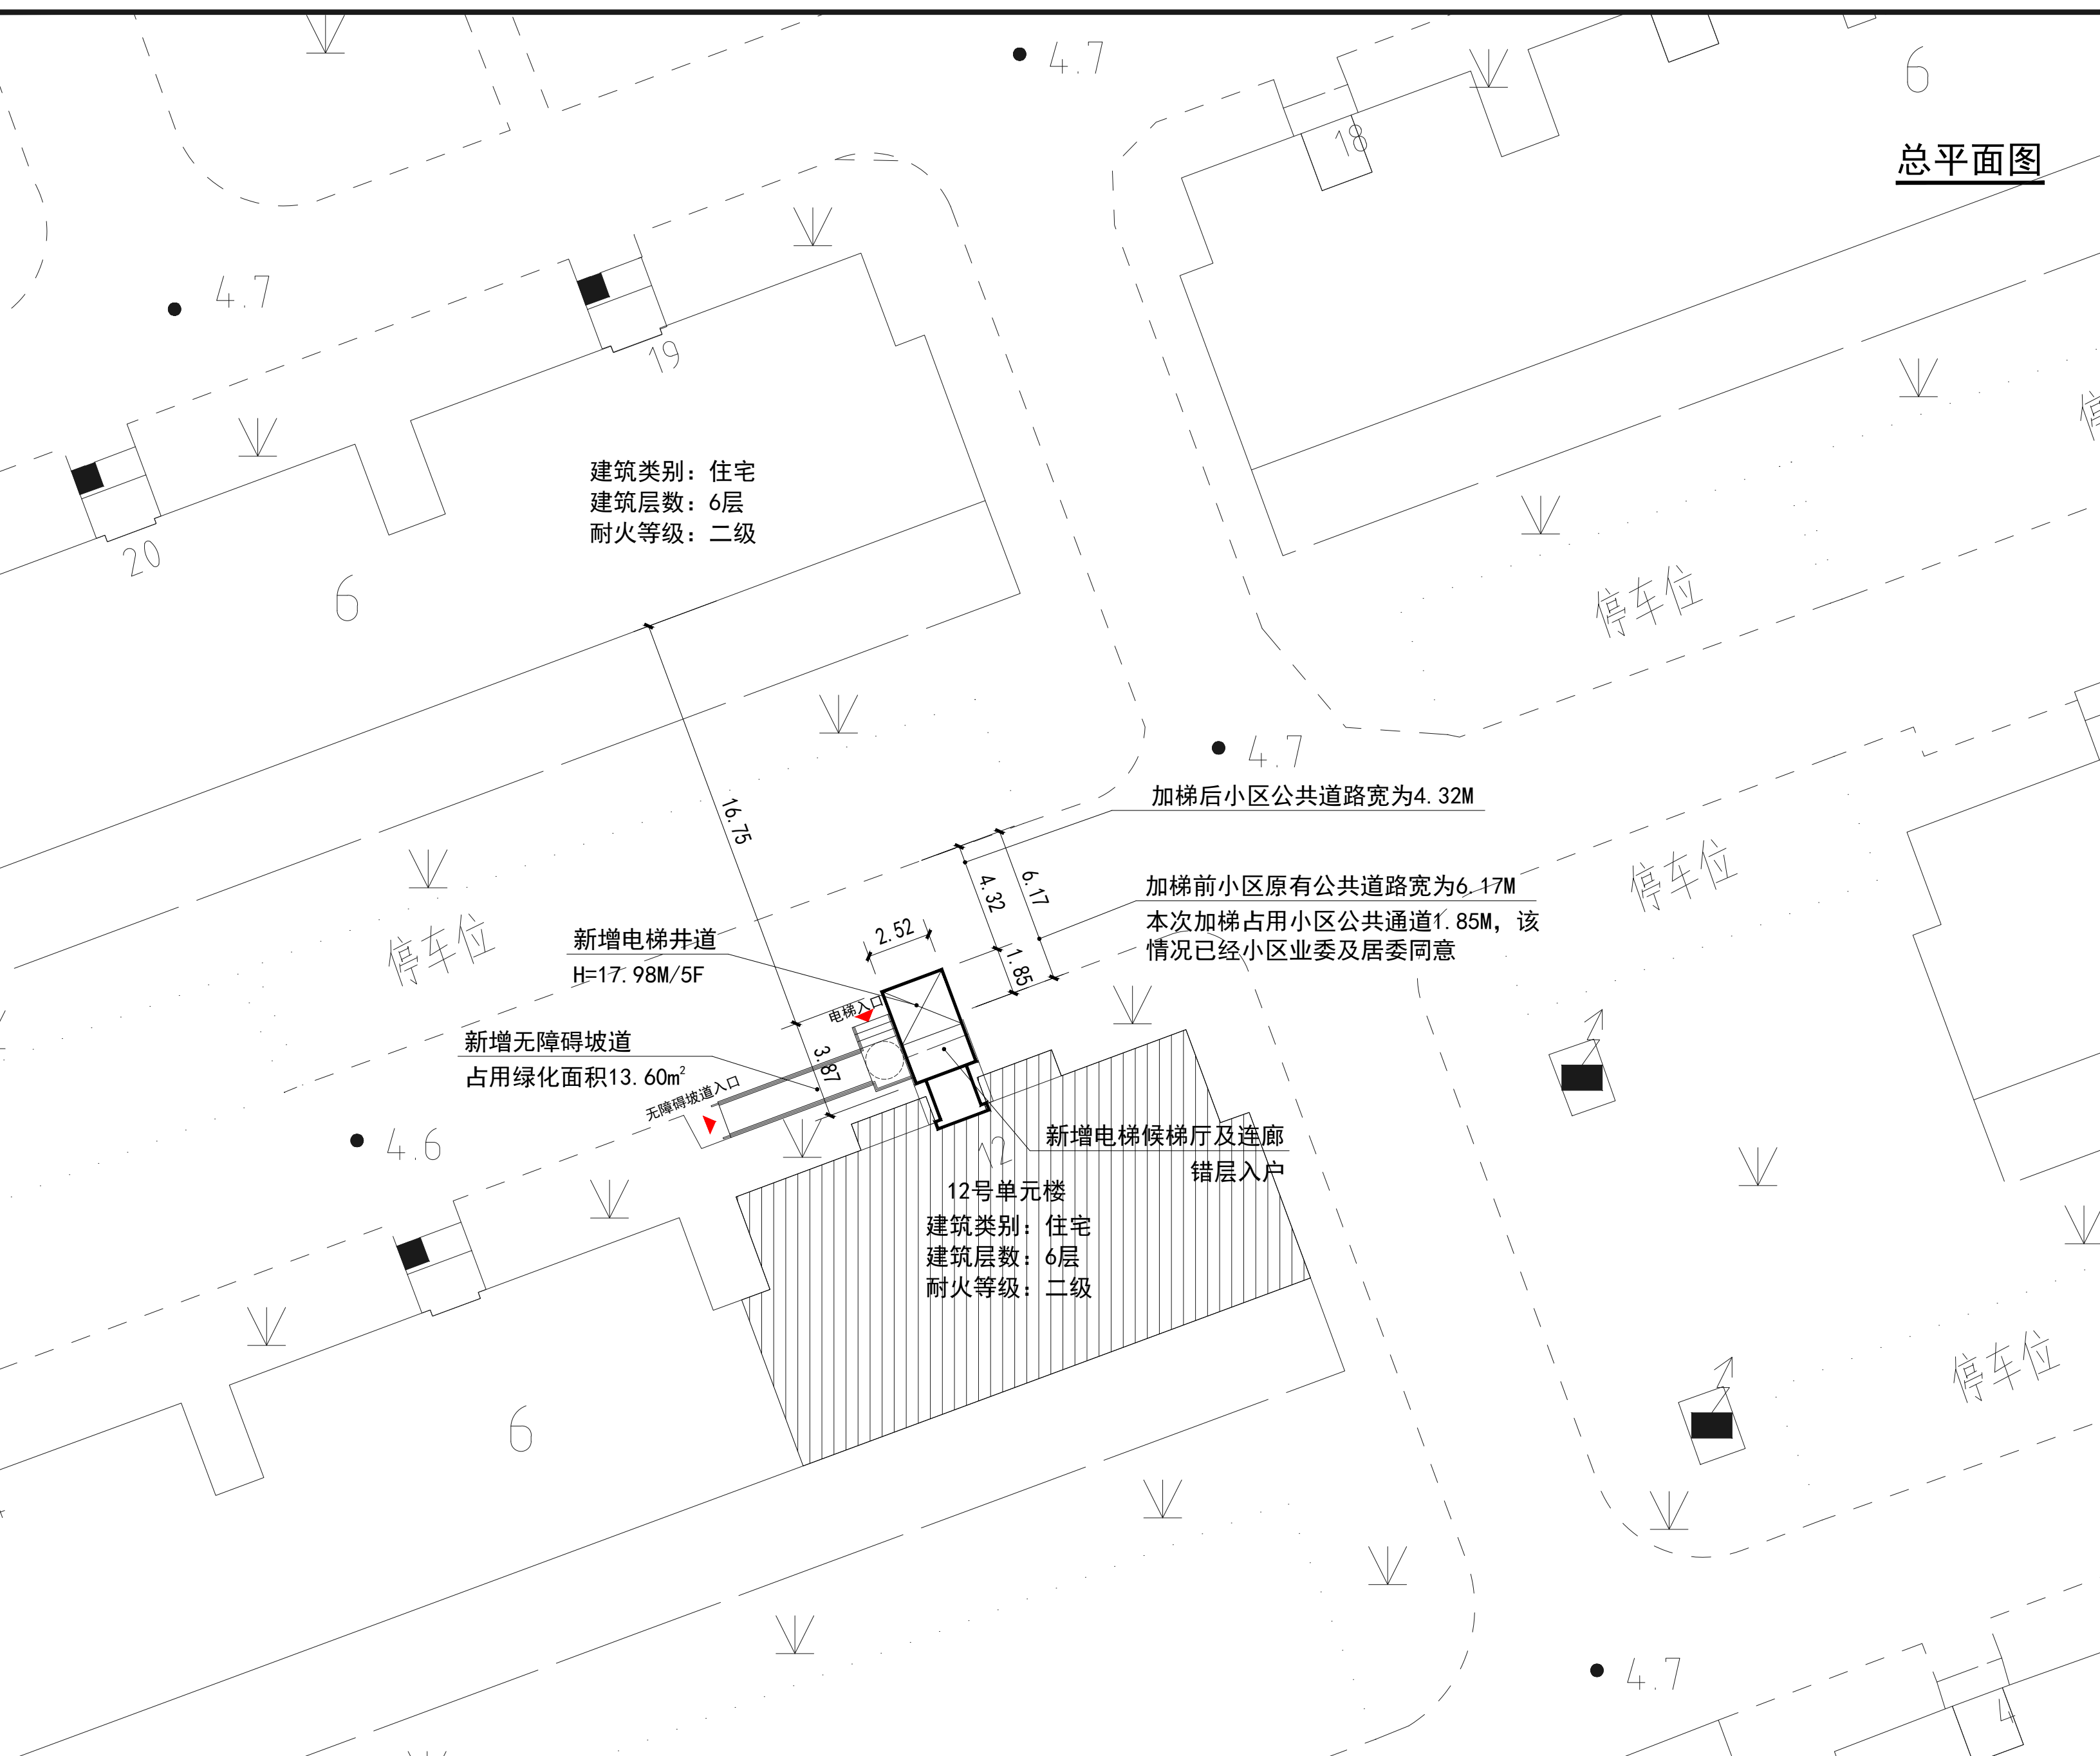 4.7
6
18
总平面图
4.7
19
20
建筑类别：住宅
建筑层数：6层
耐火等级：二级
6
停车位
16.75
4.7
加梯后小区公共道路宽为4.32M
停车位
6.17
4.32
加梯前小区原有公共道路宽为6.17M
本次加梯占用小区公共通道1.85M，该
情况已经小区业委及居委同意
停车位
新增电梯井道
H=17.98M/5F
2.52
1.85
电梯入口
新增无障碍坡道
占用绿化面积13.60m²
3.87
无障碍坡道入口
4.6
新增电梯候梯厅及连廊
错层入户
12
12号单元楼
建筑类别：住宅
建筑层数：6层
耐火等级：二级
停车位
6
4.7
4